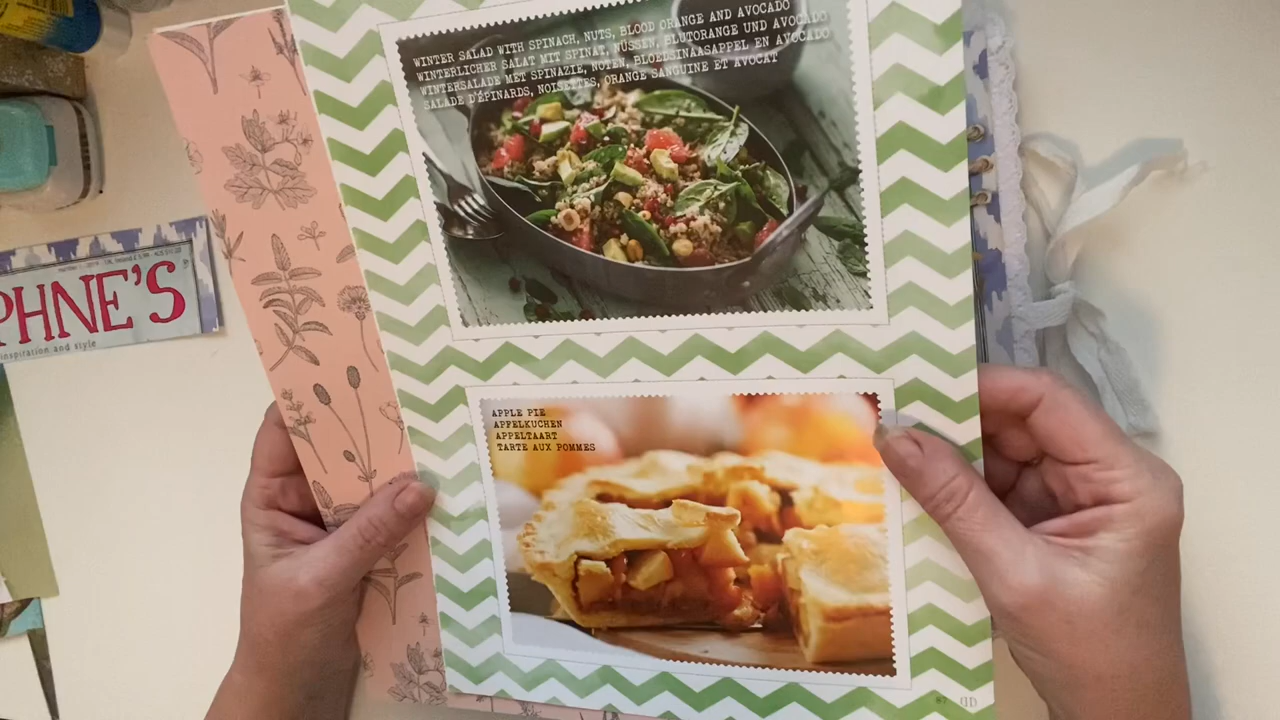 WINTER SALAD WITH SPINACH, NUTS, BLOOD ORANGE AND AVOCADO
WINTERLICHER SALAT MIT SPINAT, NÜSSEN, BLUTORANGE UND AVOCADO
WINTERSALADE MET SPINAZIE, NOTEN, BLOEDSINAASAPPEL EN AVOCADO
SALADE D'ÉPINARDS, NOISETTES, ORANGE SANGUINE ET AVOCAT
PHNE'S
inspiration and style
APPLE PIE
APFELKUCHEN
APPELTAART
TARTE AUX POMMES
87